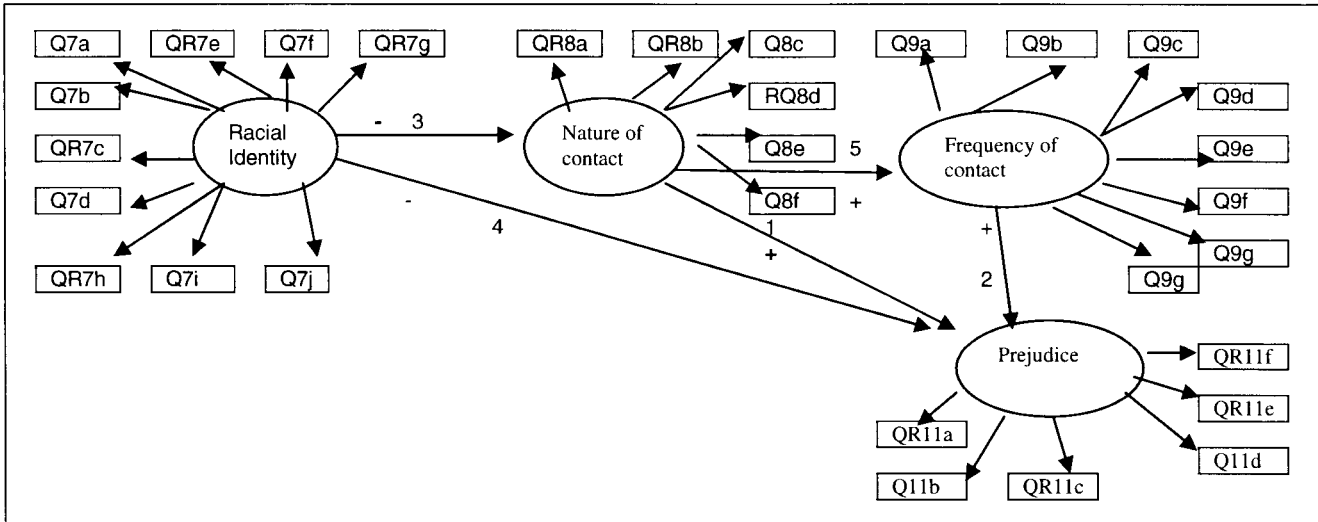 Q7a
QR7e
Q7f
QR7g
QR8a
QR8b
Q8c
Q9a
Q9b
Q9c
Q7b
RQ8d
Q9d
Racial
Identity
- 3
Nature of
contact
Frequency of
contact
QR7c
Q8e
5
Q9e
Q7d
Q8f
+
Q9f
-
4
1
+
+
Q9g
QR7h
Q7i
Q7j
2
Q9g
Prejudice
QR11f
QR11e
QR11a
Q11d
Q11b
QR11c